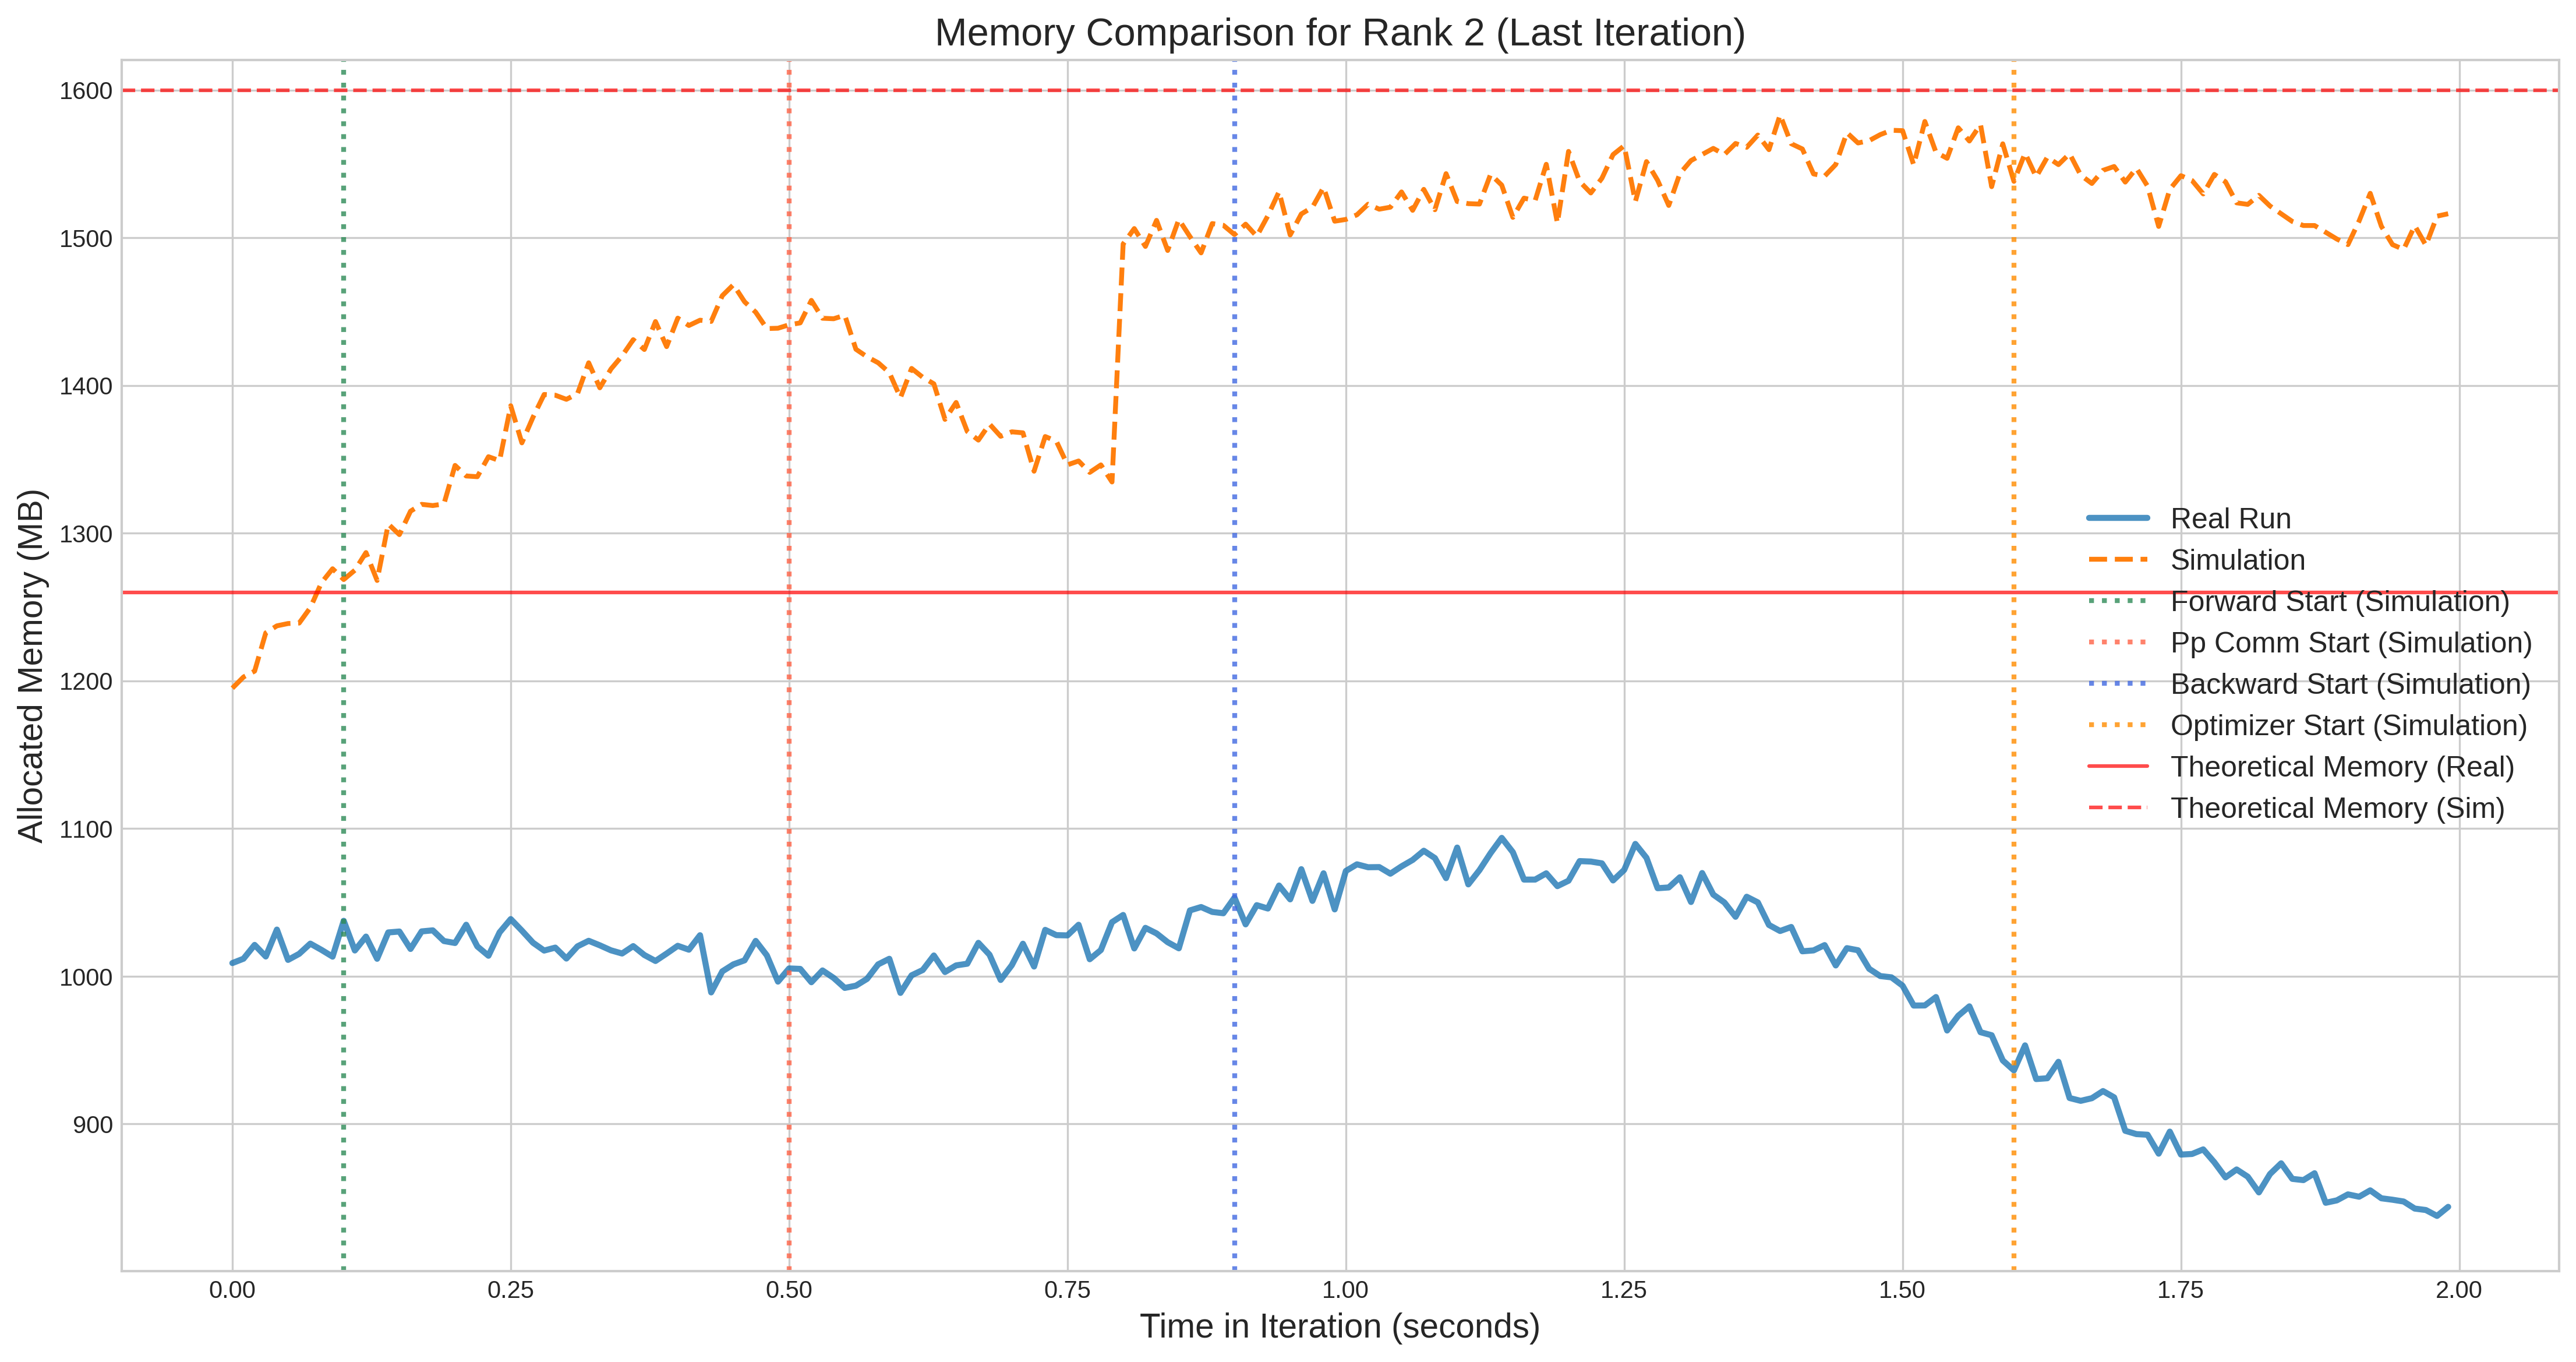 Memory Comparison for Rank 2 (Last Iteration)
Allocated Memory (MB)
1600
1500
1400
1300
1200
1100
1000
900
Real Run
Simulation
Forward Start (Simulation)
Pp Comm Start (Simulation)
Backward Start (Simulation)
Optimizer Start (Simulation)
Theoretical Memory (Real)
Theoretical Memory (Sim)
0.00 0.25 0.50 0.75 1.00 1.25 1.50 1.75 2.00
Time in Iteration (seconds)